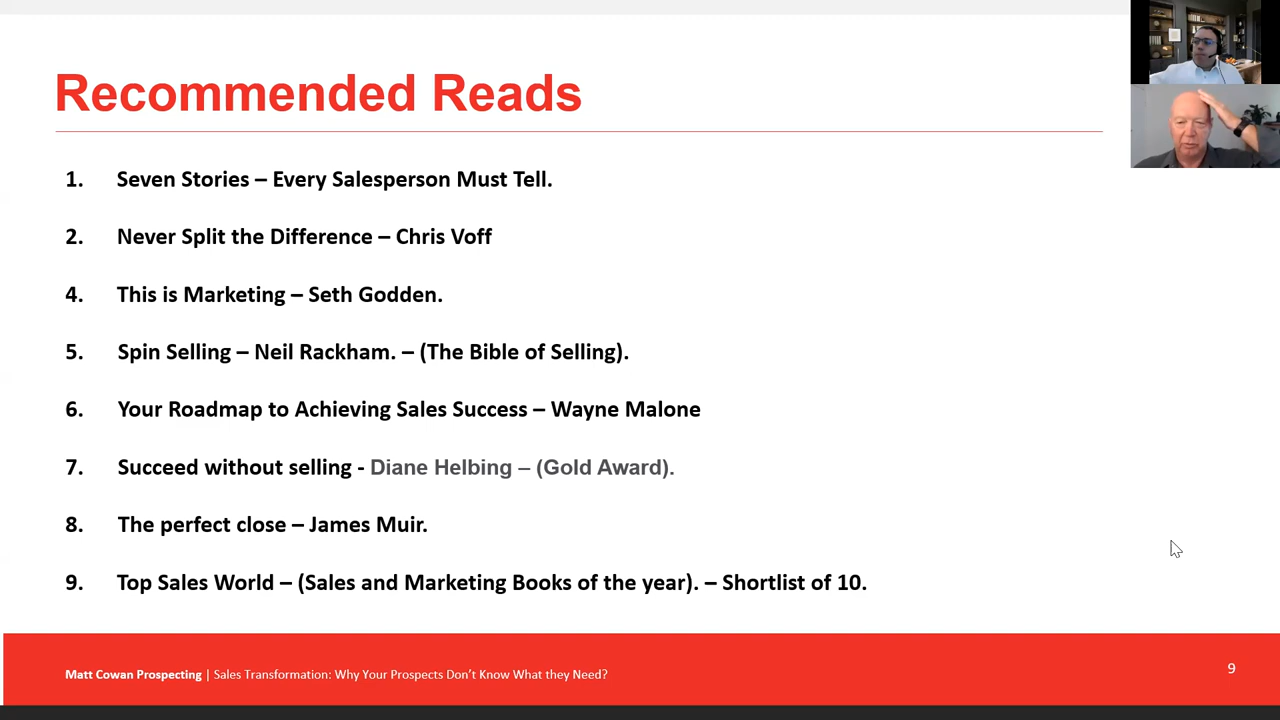 Recommended Reads
1. Seven Stories – Every Salesperson Must Tell.
2. Never Split the Difference – Chris Voff
4. This is Marketing – Seth Godden.
5. Spin Selling – Neil Rackham. – (The Bible of Selling).
6. Your Roadmap to Achieving Sales Success – Wayne Malone
7. Succeed without selling - Diane Helbing – (Gold Award).
8. The perfect close – James Muir.
9. Top Sales World – (Sales and Marketing Books of the year). – Shortlist of 10.
Matt Cowan Prospecting | Sales Transformation: Why Your Prospects Don't Know What they Need?
9